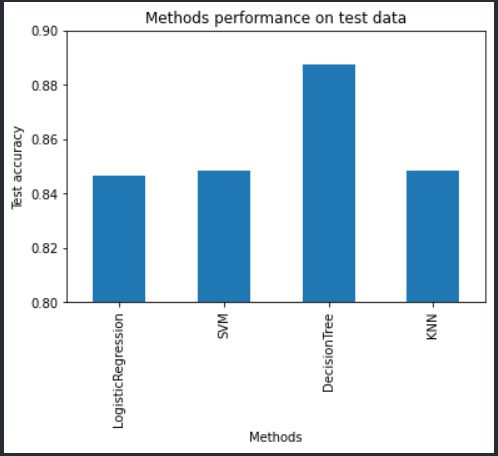 Methods performance on test data
0.90
0.88
0.86
0.84
0.82
0.80
Test accuracy
LogisticRegression
SVM
DecisionTree
KNN
Methods